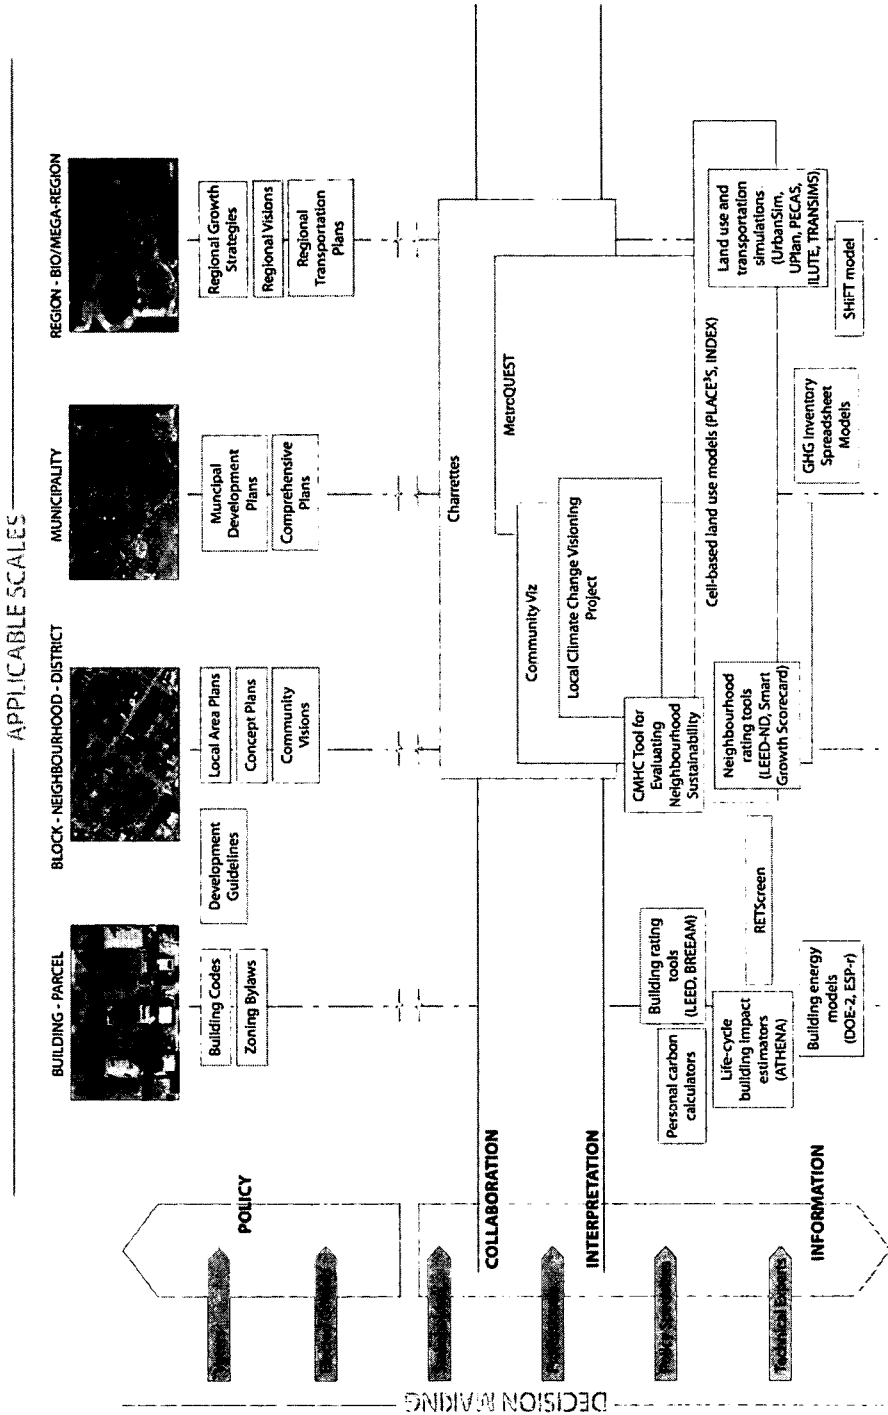 APPLICABLE SCALES
BUILDING - PARCEL
BLOCK - NEIGHBOURHOOD - DISTRICT
MUNICIPALITY
REGION - BIO/MEGA-REGION
Building Codes
Zoning Bylaws
Development
Guidelines
Local Area Plans
Concept Plans
Community
Visions
Muncipal
Development
Plans
Comprehensive
Plans
Regional Growth
Strategies
Regional Visions
Regional
Transportation
Plans
DECISION MAKING
POLICY
COLLABORATION
INTERPRETATION
INFORMATION
Policy Specialists
Technical Experts
Charrettes
MetroQUEST
Community Viz
Local Climate Change Visioning
Project
CMHC Tool for
Evaluating
Neighbourhood
Sustainability
Cell-based land use models (PLACE³S, INDEX)
Neighbourhood
rating tools
(LEED-ND, Smart
Growth Scorecard)
Land use and
transportation
simulations
(UrbanSim,
UPlan, PECAS,
ILUTE, TRANSIMS)
SHiFT model
GHG Inventory
Spreadsheet
Models
RETScreen
Building rating
tools
(LEED, BREEAM)
Personal carbon
calculators
Life-cycle
building impact
estimators
(ATHENA)
Building energy
models
(DOE-2, ESP-r)